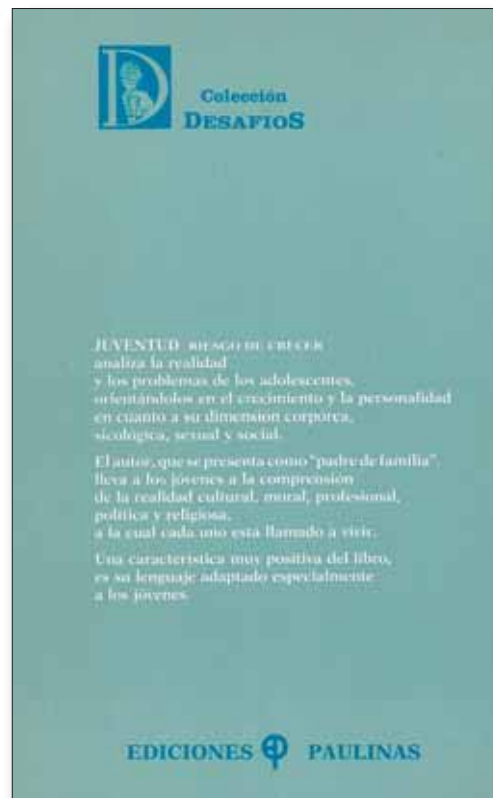 D
Colección
DESAFIOS
JUVENTUD RIESGO DE CRECER
analiza la realidad
y los problemas de los adolescentes,
orientándolos en el crecimiento y la personalidad
en cuanto a su dimensión corporea,
sicológica, sexual y social.
El autor, que se presenta como "padre de familia",
lleva a los jóvenes a la comprensión
de la realidad cultural, moral, profesional,
política y religiosa,
a la cual cada uno esta llamado a vivir.
Una característica muy positiva del libro,
es su lenguaje adaptado especialmente
a los jóvenes.
EDICIONES PAULINAS